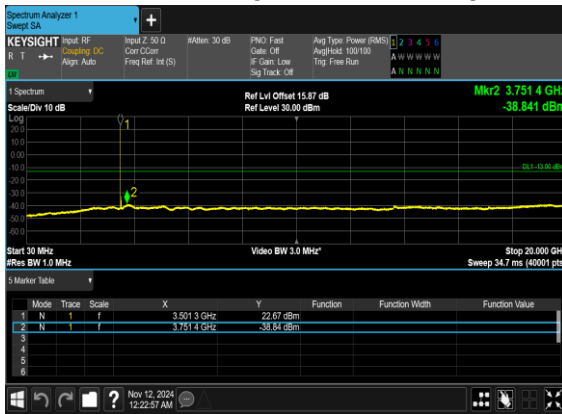 Spectrum Analyzer 1
Swept SA
+
KEYSIGHT Input: RF Input Z: 50 Ω #Atten: 30 dB PNO: Fast Avg Type: Power (RMS) 1 2 3 4 5 6
R T Coupling: DC Corr CCorr Gate: Off Avg|Hold: 100/100 A W W W W W
Align: Auto Freq Ref: Int (S) IF Gain: Low Trig: Free Run
Sig Track: Off A N N N N N
1 Spectrum Ref Lvl Offset 15.87 dB Mkr2 3.751 4 GHz
Scale/Div 10 dB Ref Level 30.00 dBm -38.841 dBm
Log
20.0
10.0
0.00
-10.0
DL1 -13.00 dBm
-20.0
-30.0
-40.0
-50.0
-60.0
1
2
Start 30 MHz Video BW 3.0 MHz* Stop 20.000 GHz
#Res BW 1.0 MHz Sweep 34.7 ms (40001 pts)
5 Marker Table
Mode Trace Scale X Y Function Function Width Function Value
1 N 1 f 3.501 3 GHz 22.67 dBm
2 N 1 f 3.751 4 GHz -38.84 dBm
3
4
5
6
? Nov 12, 2024
12:22:57 AM